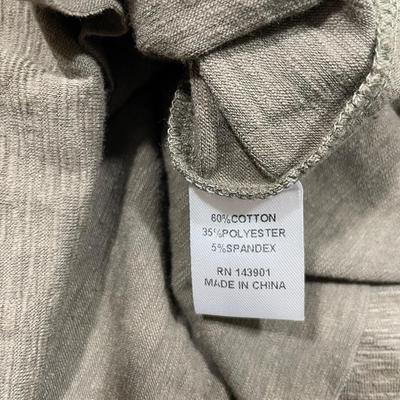 60%COTTON
35%POLYESTER
5%SPANDEX
RN 143901
MADE IN CHINA